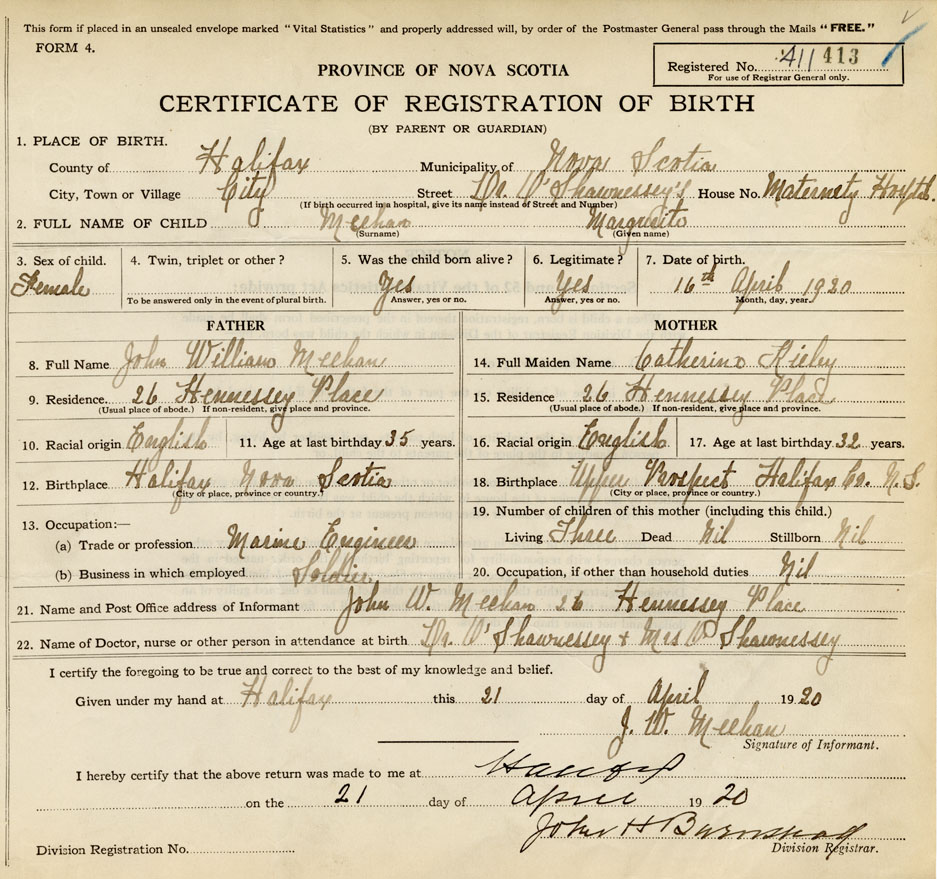 This form if placed in an unsealed envelope marked "Vital Statistics" and properly addressed will, by order of the Postmaster General pass through the Mails "FREE."
FORM 4.
Registered No. 411 413
For use of Registrar General only.
PROVINCE OF NOVA SCOTIA
CERTIFICATE OF REGISTRATION OF BIRTH
(BY PARENT OR GUARDIAN)
1. PLACE OF BIRTH.
County of Halifax Municipality of Nova Scotia
City, Town or Village City Street Dr. O'Shawnessey's House No. Maternety Hospt.
(If birth occurred in a hospital, give its name instead of Street and Number)
2. FULL NAME OF CHILD Meehan Marguerite
(Surname) (Given name)
3. Sex of child. 4. Twin, triplet or other? 5. Was the child born alive? 6. Legitimate? 7. Date of birth.
Female Yes Yes 16th April 1920
To be answered only in the event of plural birth. Answer, yes or no. Answer, yes or no. Month, day, year.
FATHER
8. Full Name John William Meehan
9. Residence. 26 Hennessey Place
(Usual place of abode.) If non-resident, give place and province.
10. Racial origin English 11. Age at last birthday 35 years.
12. Birthplace Halifax Nova Scotia
(City or place, province or country.)
13. Occupation:—
(a) Trade or profession Marine Engineer
(b) Business in which employed Soldier
MOTHER
14. Full Maiden Name Catherine Kieley
15. Residence 26 Hennessey Place
(Usual place of abode.) If non-resident, give place and province.
16. Racial origin English 17. Age at last birthday 32 years.
18. Birthplace Upper Prospect Halifax Co. N.S.
(City or place, province or country.)
19. Number of children of this mother (including this child.)
Living Three Dead Nil Stillborn Nil
20. Occupation, if other than household duties Nil
21. Name and Post Office address of Informant John W. Meehan 26 Hennessey Place
22. Name of Doctor, nurse or other person in attendance at birth Dr. O'Shawnessey + Mrs O'Shawnessey
I certify the foregoing to be true and correct to the best of my knowledge and belief.
Given under my hand at Halifax this 21 day of April 1920
J. W. Meehan
Signature of Informant.
I hereby certify that the above return was made to me at Halifax
on the 21 day of April 1920
John H
Division Registration No. Division Registrar.